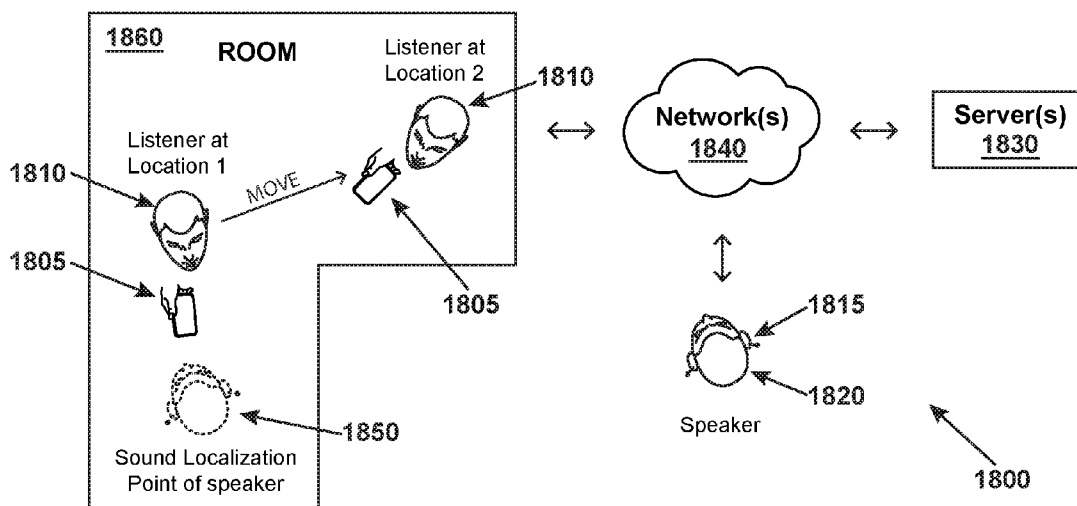 1860
ROOM
Listener at
Location 2
1810
Listener at
Location 1
1810
MOVE
1805
1805
1850
Sound Localization
Point of speaker
Network(s)
1840
Server(s)
1830
1815
1820
Speaker
1800